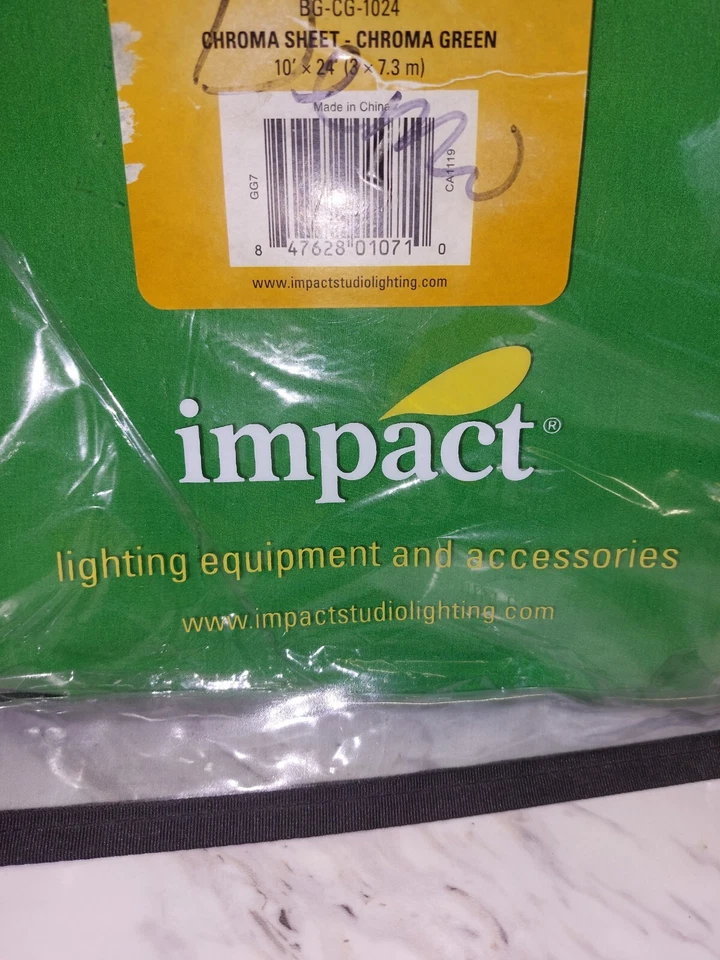 BG-CG-1024
CHROMA SHEET - CHROMA GREEN
10' × 24' (3 × 7.3 m)
Demo
Made in China
GG7
CA1119
8 47628 01071 0
www.impactstudiolighting.com
impact®
lighting equipment and accessories
www.impactstudiolighting.com